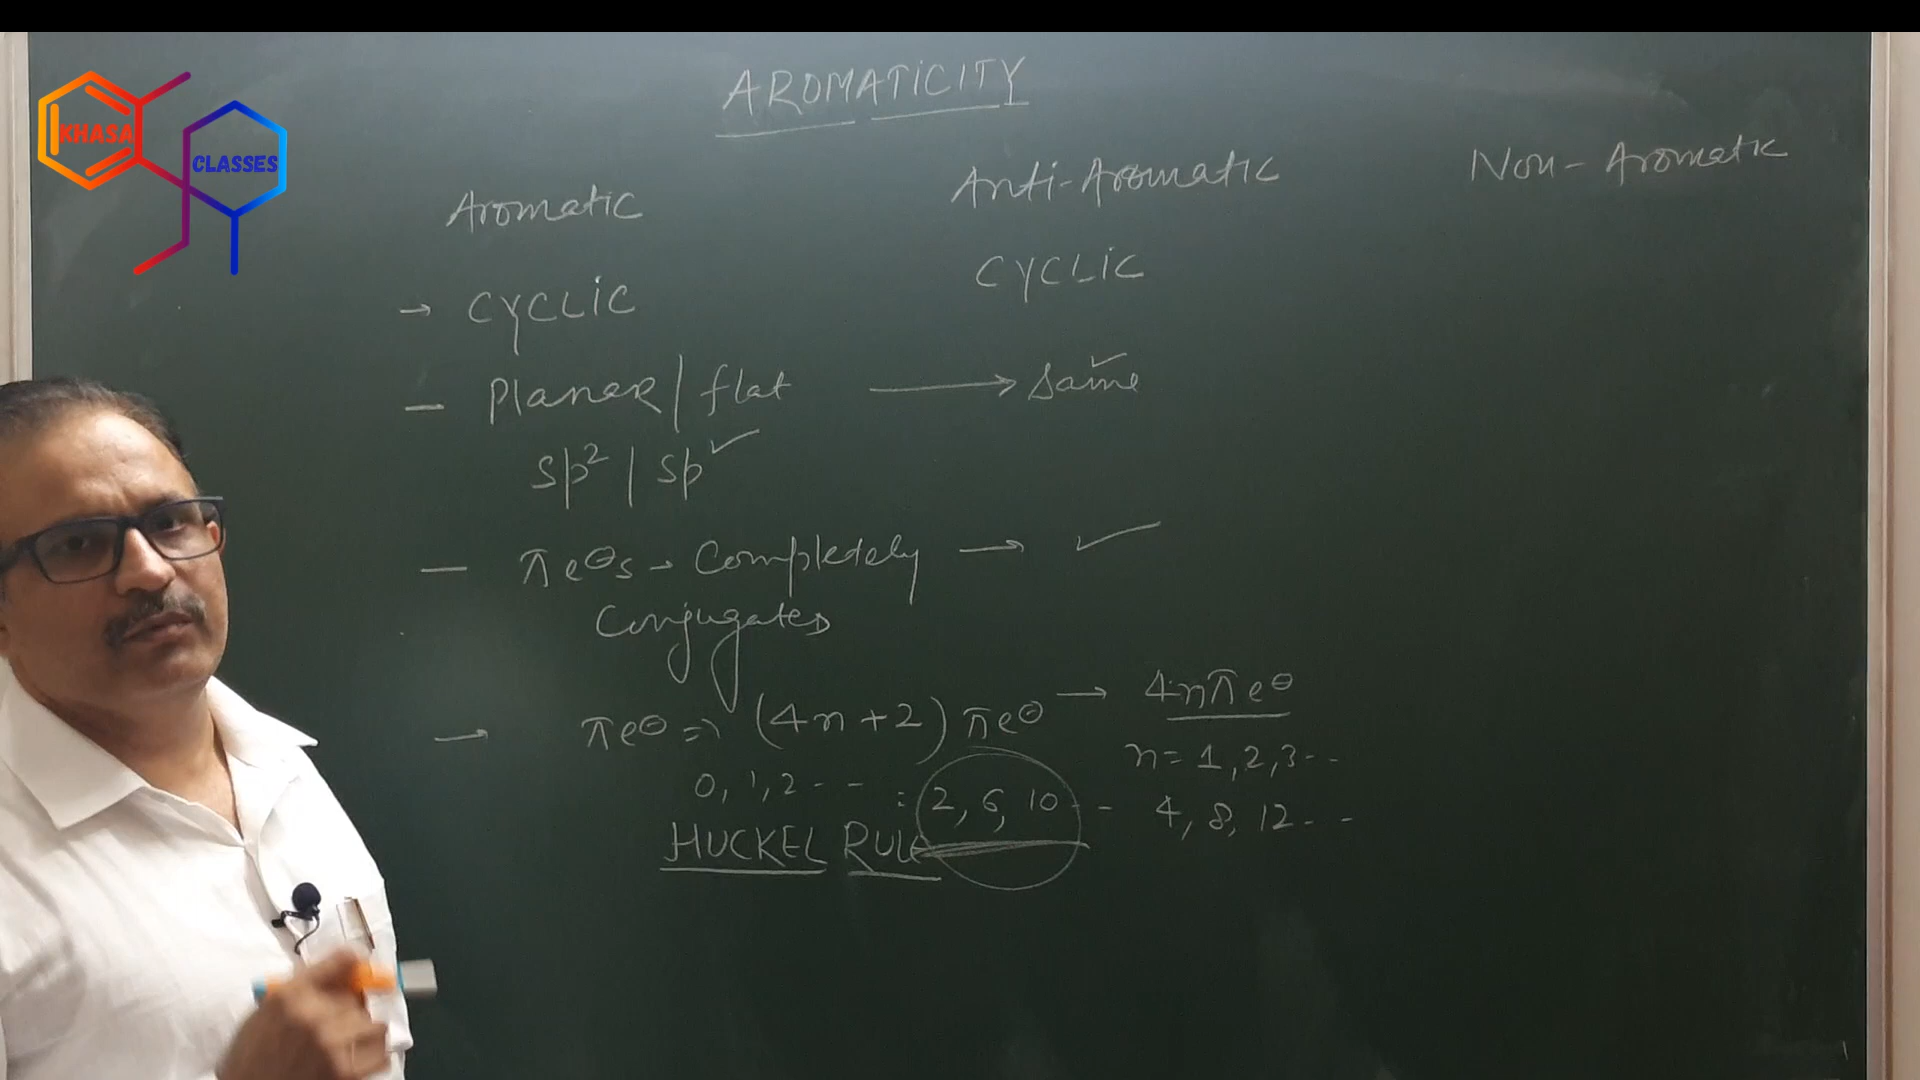 KHASA
CLASSES
AROMATICITY
Aromatic Anti-Aromatic Non-Aromatic
→ CYCLIC CYCLIC
— Planer / flat → Same ✓
sp² / sp ✓
— π e⊖s → Completely → ✓
Conjugates
— π e⊖ ⇒ (4n+2) π e⊖ → 4nπe⊖
0, 1, 2 - - : 2, 6, 10 - - n = 1, 2, 3 - -
HUCKEL RULE 4, 8, 12 - - -